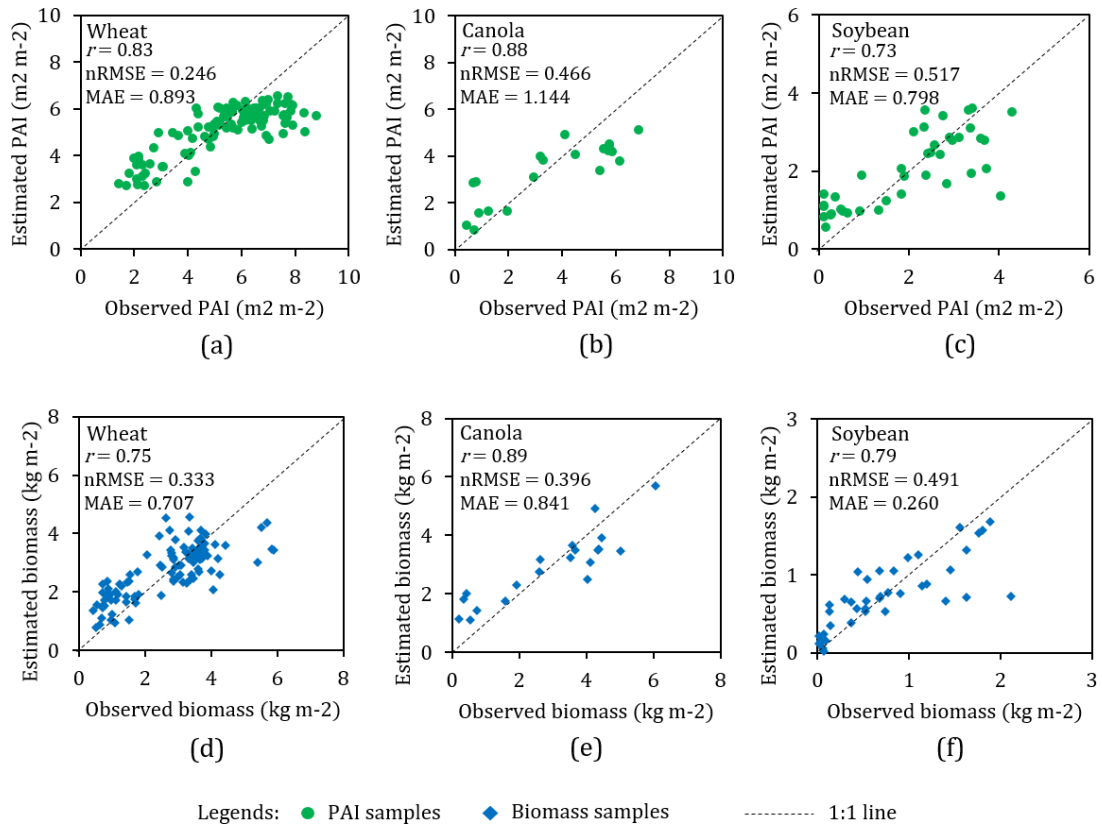 Wheat
r = 0.83
nRMSE = 0.246
MAE = 0.893
Estimated PAI (m2 m-2)
10
8
6
4
2
0
0 2 4 6 8 10
Observed PAI (m2 m-2)
(a)
Canola
r = 0.88
nRMSE = 0.466
MAE = 1.144
Estimated PAI (m2 m-2)
10
8
6
4
2
0
0 2 4 6 8 10
Observed PAI (m2 m-2)
(b)
Soybean
r = 0.73
nRMSE = 0.517
MAE = 0.798
Estimated PAI (m2 m-2)
6
4
2
0
0 2 4 6
Observed PAI (m2 m-2)
(c)
Wheat
r = 0.75
nRMSE = 0.333
MAE = 0.707
Estimated biomass (kg m-2)
8
6
4
2
0
0 2 4 6 8
Observed biomass (kg m-2)
(d)
Canola
r = 0.89
nRMSE = 0.396
MAE = 0.841
Estimated biomass (kg m-2)
8
6
4
2
0
0 2 4 6 8
Observed biomass (kg m-2)
(e)
Soybean
r = 0.79
nRMSE = 0.491
MAE = 0.260
Estimated biomass (kg m-2)
3
2
1
0
0 1 2 3
Observed biomass (kg m-2)
(f)
Legends: PAI samples Biomass samples 1:1 line